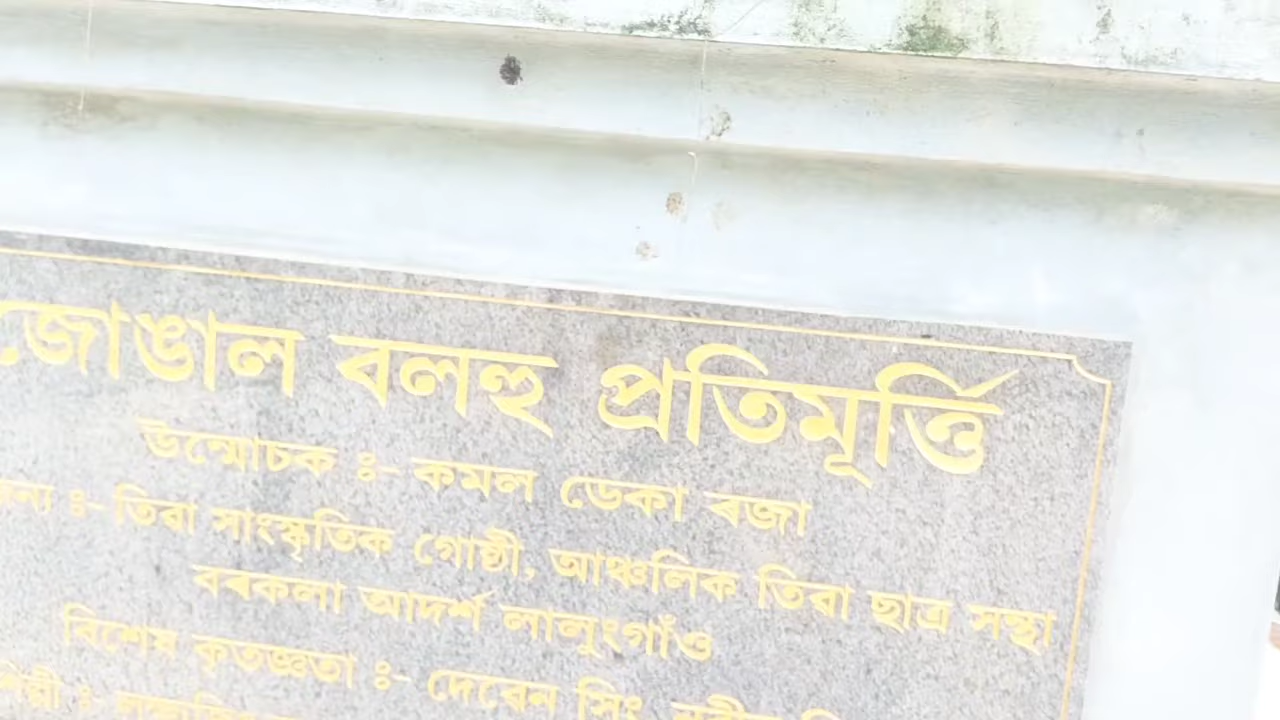 জোঙাল বলহু প্ৰতিমূৰ্ত্তি
উন্মোচক ঃ- কমল ডেকা ৰজা
ঃ- তিৱা সাংস্কৃতিক গোষ্ঠী, আঞ্চলিক তিৱা ছাত্ৰ সন্থা
বৰকলা আদৰ্শ লালুংগাঁও
বিশেষ কৃতজ্ঞতা ঃ- দেৱেন সিং